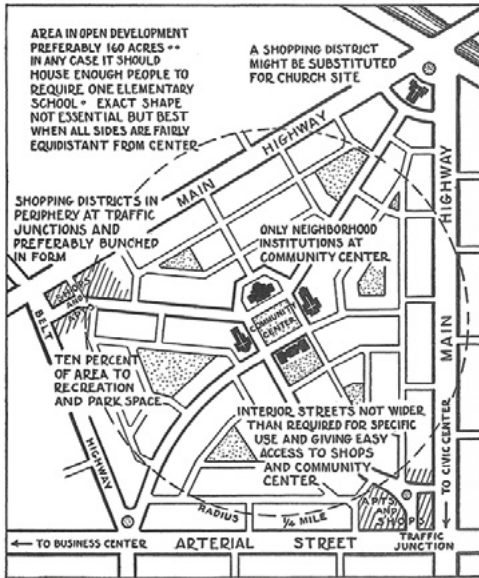 AREA IN OPEN DEVELOPMENT
PREFERABLY 160 ACRES ••
IN ANY CASE IT SHOULD
HOUSE ENOUGH PEOPLE TO
REQUIRE ONE ELEMENTARY
SCHOOL • EXACT SHAPE
NOT ESSENTIAL BUT BEST
WHEN ALL SIDES ARE FAIRLY
EQUIDISTANT FROM CENTER
A SHOPPING DISTRICT
MIGHT BE SUBSTITUTED
FOR CHURCH SITE
MAIN HIGHWAY
HIGHWAY
MAIN
SHOPPING DISTRICTS IN
PERIPHERY AT TRAFFIC
JUNCTIONS AND
PREFERABLY BUNCHED
IN FORM
ONLY NEIGHBORHOOD
INSTITUTIONS AT
COMMUNITY CENTER
SHOPS
AND
APTS
BELT
HIGHWAY
COMMUNITY
CENTER
TEN PERCENT
OF AREA TO
RECREATION
AND PARK SPACE
INTERIOR STREETS NOT WIDER
THAN REQUIRED FOR SPECIFIC
USE AND GIVING EASY
ACCESS TO SHOPS
AND COMMUNITY
CENTER
TO CIVIC CENTER
RADIUS ¼ MILE
APTS
AND
SHOPS
← TO BUSINESS CENTER ARTERIAL STREET
TRAFFIC
JUNCTION